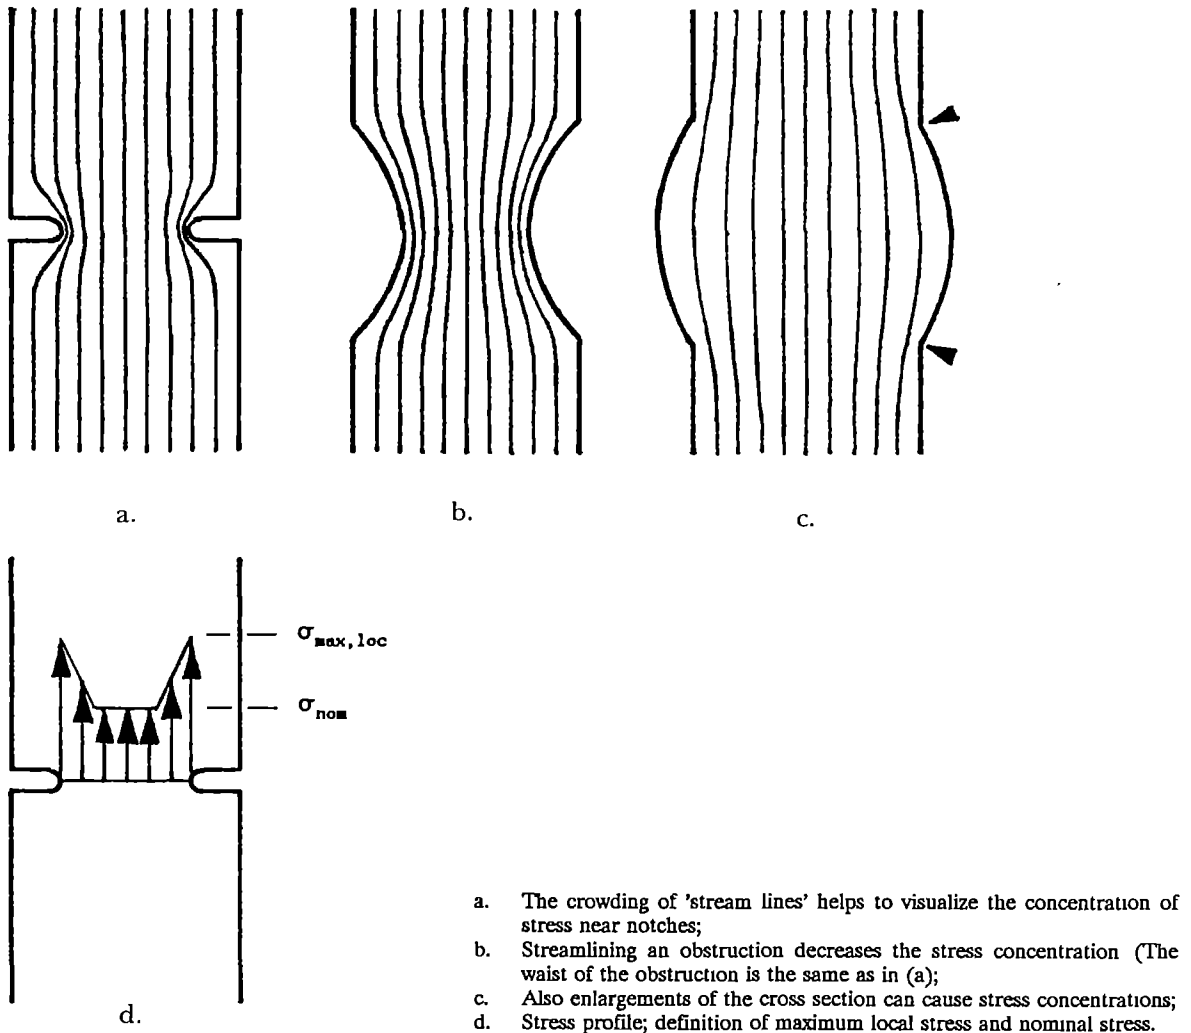 a.
b.
c.
σmax,loc
σnom
d.
a. The crowding of 'stream lines' helps to visualize the concentration of
stress near notches;
b. Streamlining an obstruction decreases the stress concentration (The
waist of the obstruction is the same as in (a);
c. Also enlargements of the cross section can cause stress concentrations;
d. Stress profile; definition of maximum local stress and nominal stress.